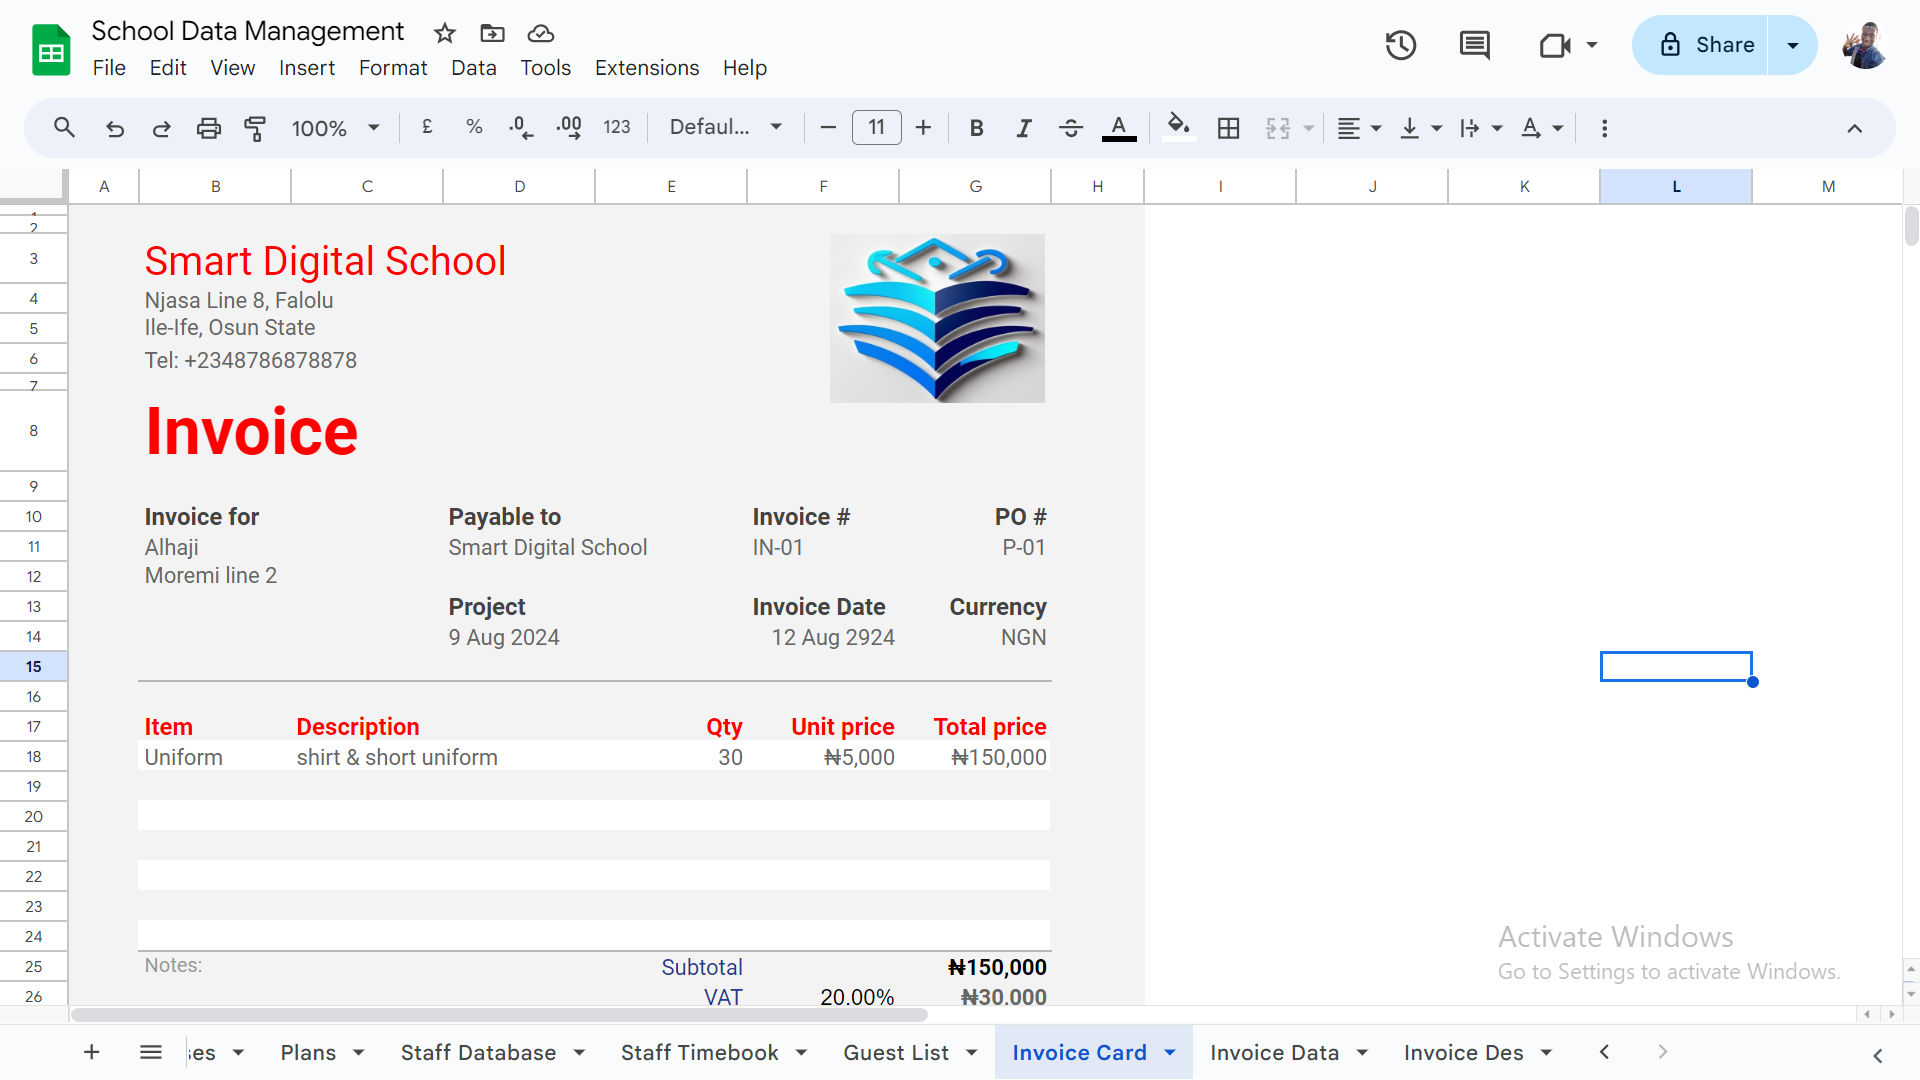 School Data Management
File Edit View Insert Format Data Tools Extensions Help
Share
100% £ % .0 .00 123 Defaul... 11 B I A A
A B C D E F G H I J K L M
1
2
3 Smart Digital School
4 Njasa Line 8, Falolu
5 Ile-Ife, Osun State
6 Tel: +2348786878878
7
8 Invoice
9
10 Invoice for Payable to Invoice # PO #
11 Alhaji Smart Digital School IN-01 P-01
12 Moremi line 2
13 Project Invoice Date Currency
14 9 Aug 2024 12 Aug 2924 NGN
15
16
17 Item Description Qty Unit price Total price
18 Uniform shirt & short uniform 30 ₦5,000 ₦150,000
19
20
21
22
23
24
25 Notes: Subtotal ₦150,000
26 VAT 20.00% ₦30.000
Activate Windows
Go to Settings to activate Windows.
ses Plans Staff Database Staff Timebook Guest List Invoice Card Invoice Data Invoice Des